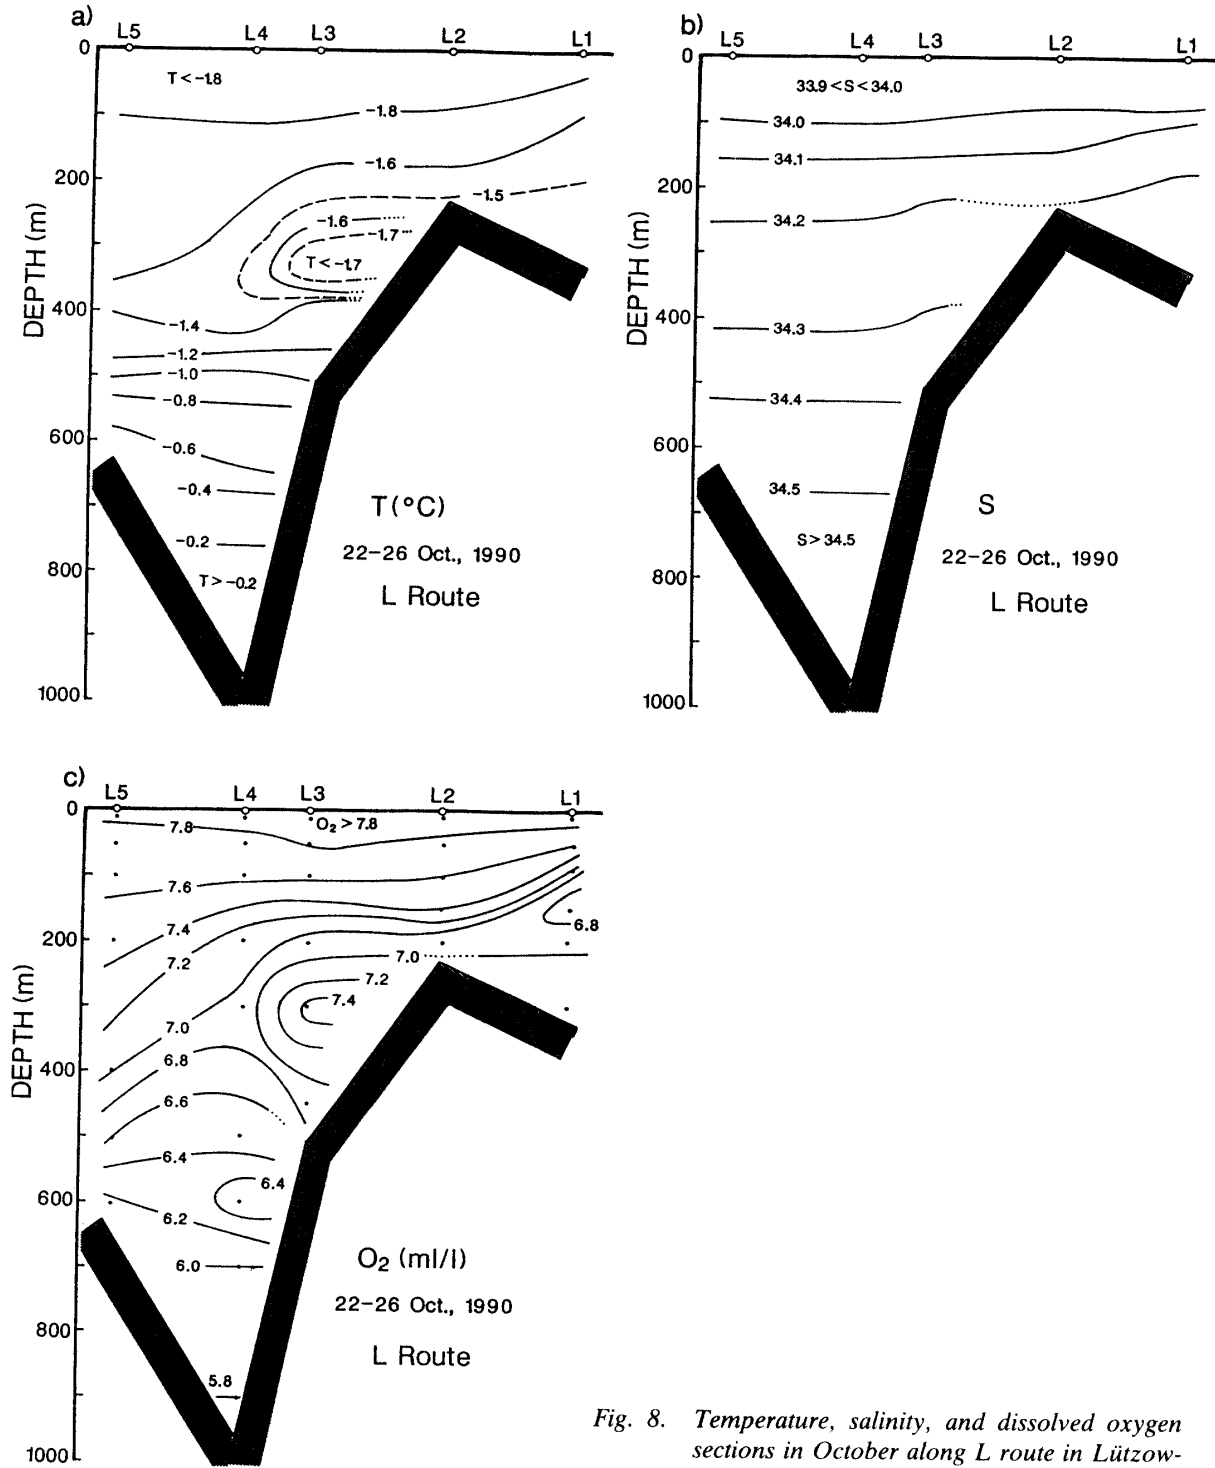 a)
L5 L4 L3 L2 L1
0
T<-1.8
-1.8
-1.6
200
-1.5
-1.6
-1.7
T<-1.7
DEPTH (m)
400
-1.4
-1.2
-1.0
-0.8
600
-0.6
-0.4
T(°C)
-0.2
22-26 Oct., 1990
800
T>-0.2
L Route
1000
b)
L5 L4 L3 L2 L1
0
33.9<S<34.0
34.0
34.1
200
34.2
DEPTH (m)
400
34.3
34.4
600
34.5
S
S>34.5
22-26 Oct., 1990
800
L Route
1000
c)
L5 L4 L3 L2 L1
0
7.8
O₂>7.8
7.6
7.4
6.8
200
7.0
7.2
7.2
7.4
DEPTH (m)
7.0
400
6.8
6.6
6.4
6.4
600
6.2
6.0
O₂ (ml/l)
22-26 Oct., 1990
800
L Route
5.8
1000
Fig. 8. Temperature, salinity, and dissolved oxygen
sections in October along L route in Lützow-